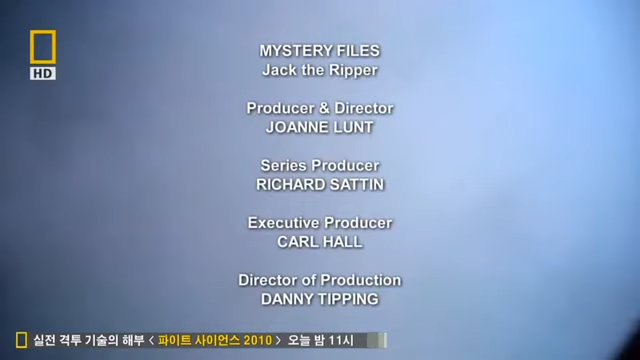 HD
MYSTERY FILES
Jack the Ripper
Producer & Director
JOANNE LUNT
Series Producer
RICHARD SATTIN
Executive Producer
CARL HALL
Director of Production
DANNY TIPPING
실전 격투 기술의 해부 < 파이트 사이언스 2010 > 오늘 밤 11시